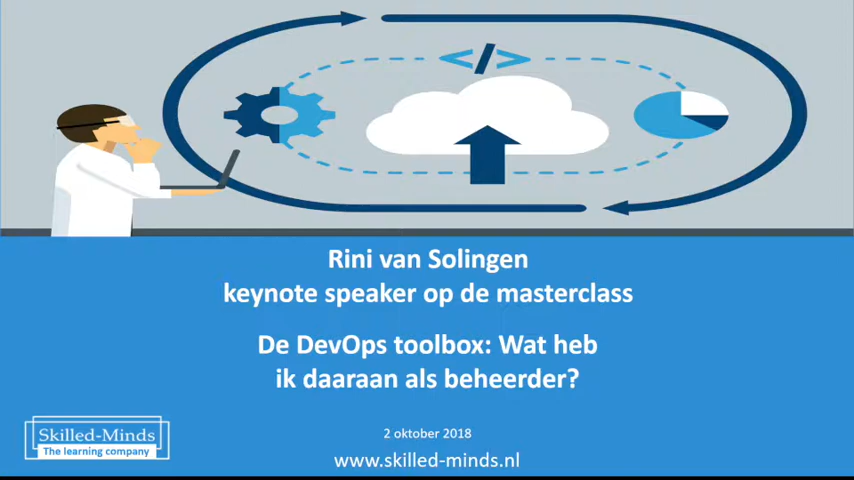 </>
Rini van Solingen
keynote speaker op de masterclass
De DevOps toolbox: Wat heb
ik daaraan als beheerder?
2 oktober 2018
www.skilled-minds.nl
Skilled-Minds
The learning company